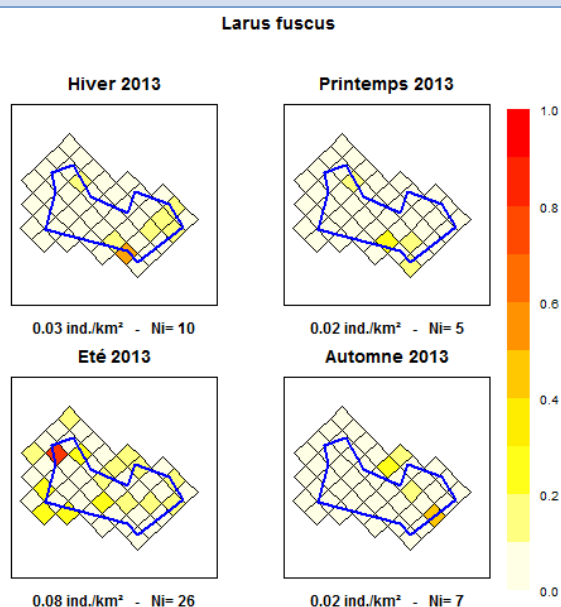 Larus fuscus
Hiver 2013
Printemps 2013
0.03 ind./km² - Ni= 10
0.02 ind./km² - Ni= 5
Eté 2013
Automne 2013
0.08 ind./km² - Ni= 26
0.02 ind./km² - Ni= 7
1.0
0.8
0.6
0.4
0.2
0.0